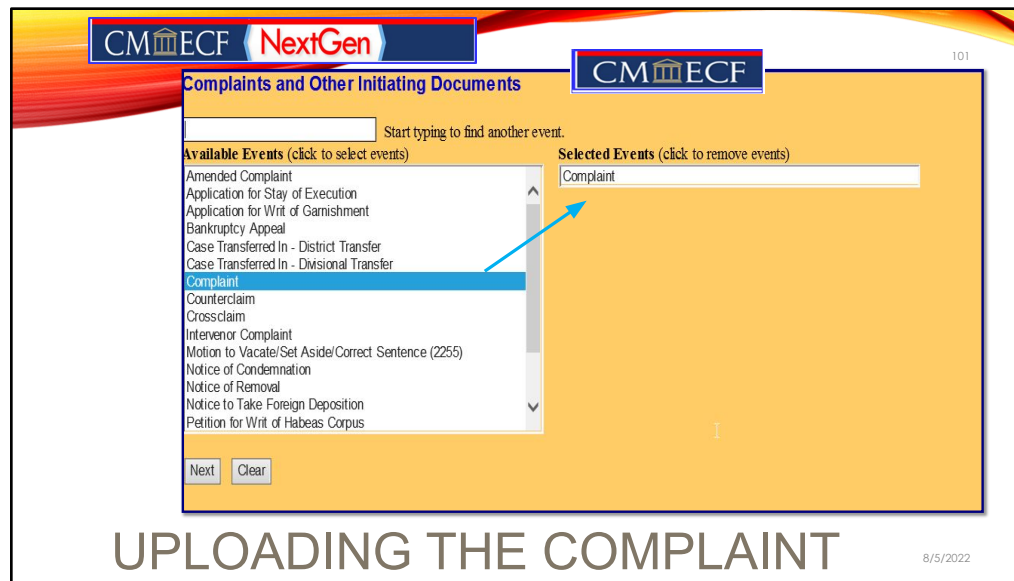 CM ECF NextGen
101
CM ECF
Complaints and Other Initiating Documents
Start typing to find another event.
Available Events (click to select events)
Selected Events (click to remove events)
Amended Complaint
Application for Stay of Execution
Application for Writ of Garnishment
Bankruptcy Appeal
Case Transferred In - District Transfer
Case Transferred In - Divisional Transfer
Complaint
Counterclaim
Crossclaim
Intervenor Complaint
Motion to Vacate/Set Aside/Correct Sentence (2255)
Notice of Condemnation
Notice of Removal
Notice to Take Foreign Deposition
Petition for Writ of Habeas Corpus
Complaint
Next Clear
UPLOADING THE COMPLAINT
8/5/2022